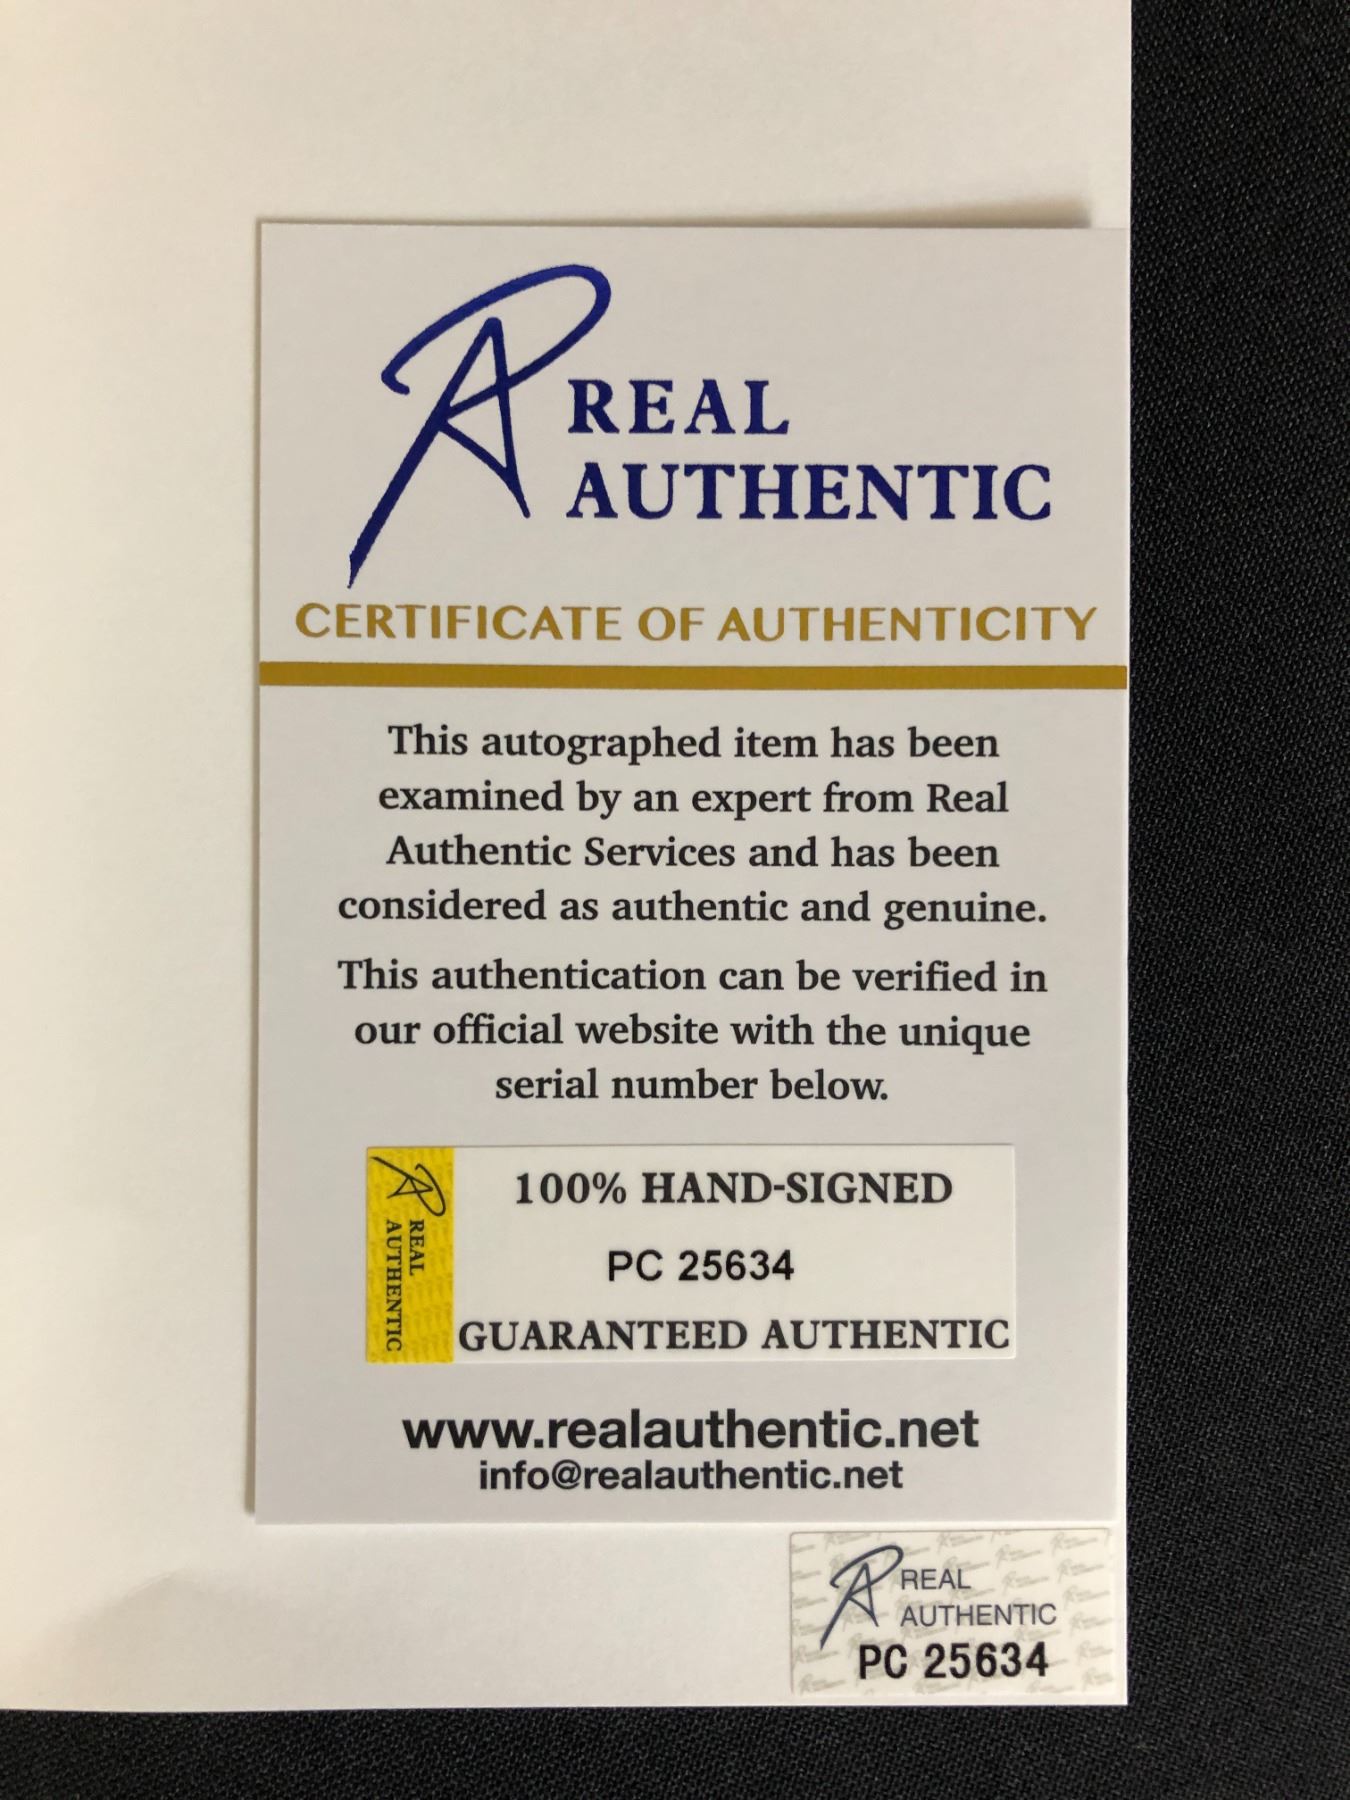 REAL
AUTHENTIC
CERTIFICATE OF AUTHENTICITY
This autographed item has been
examined by an expert from Real
Authentic Services and has been
considered as authentic and genuine.
This authentication can be verified in
our official website with the unique
serial number below.
REAL
AUTHENTIC
100% HAND-SIGNED
PC 25634
GUARANTEED AUTHENTIC
www.realauthentic.net
info@realauthentic.net
REAL
AUTHENTIC
PC 25634